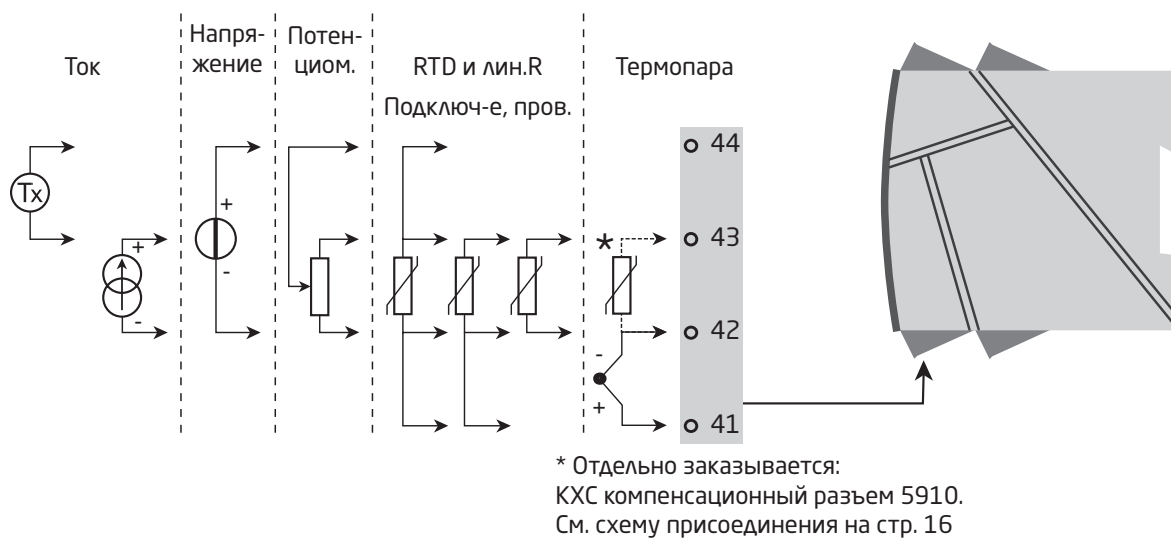 Ток
Напря-
жение
Потен-
циом.
RTD и лин.R
Подключ-е, пров.
Термопара
44
Tx
+
*
43
+
-
-
42
-
+
41
* Отдельно заказывается:
КХС компенсационный разъем 5910.
См. схему присоединения на стр. 16